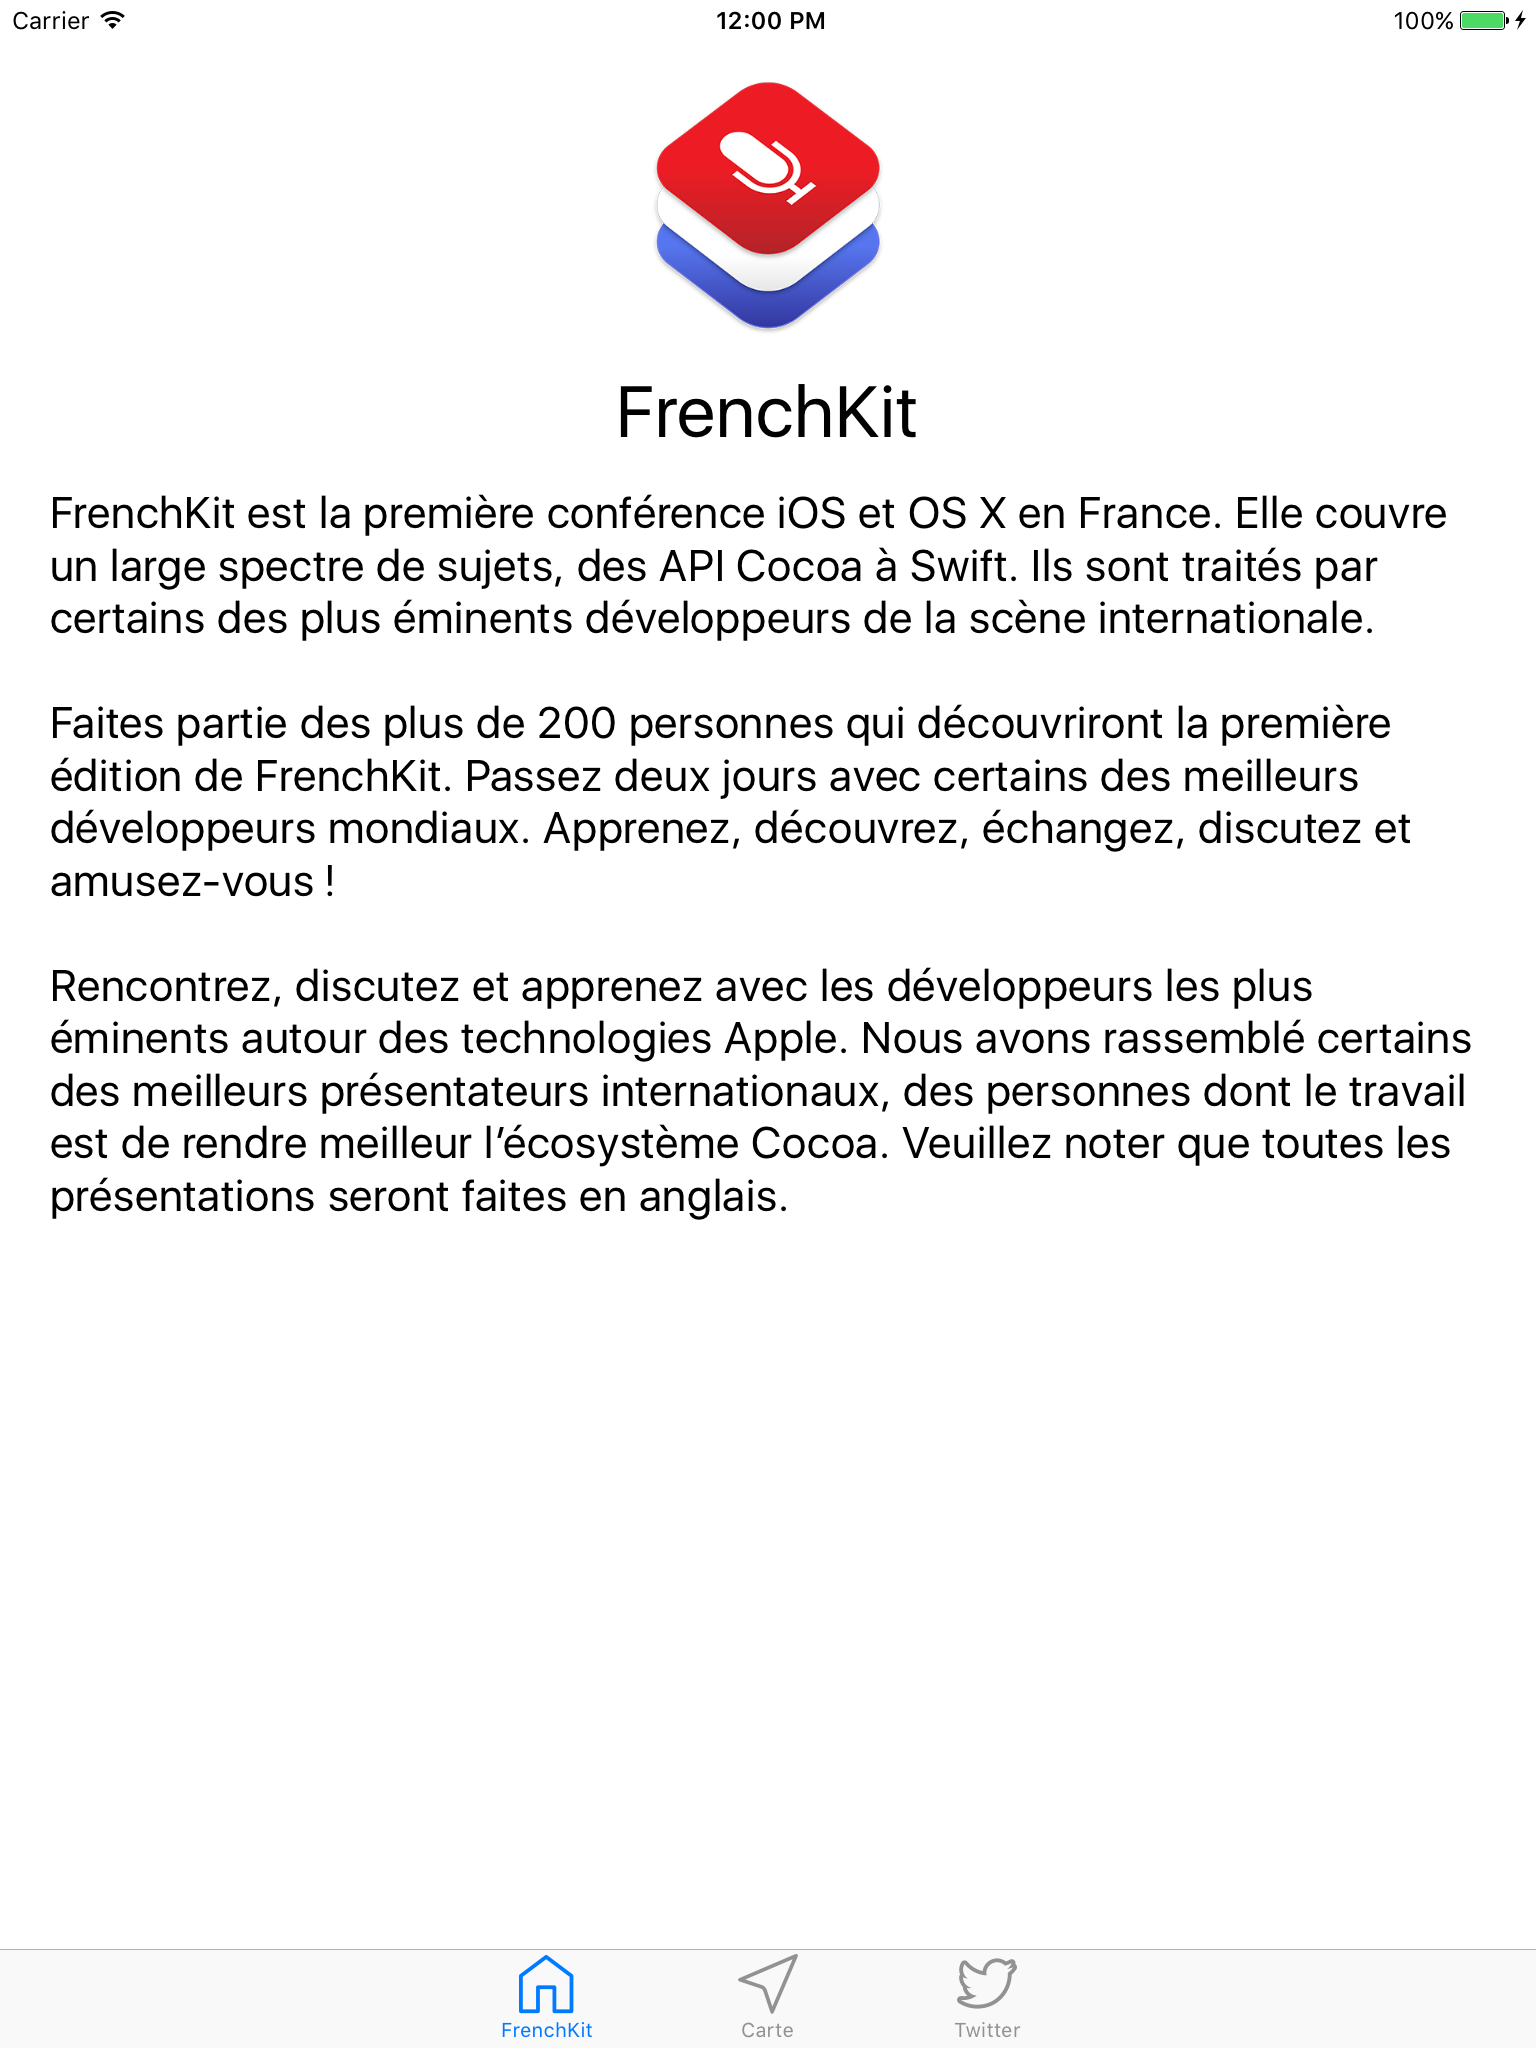 Carrier 12:00 PM 100%
FrenchKit
FrenchKit est la première conférence iOS et OS X en France. Elle couvre
un large spectre de sujets, des API Cocoa à Swift. Ils sont traités par
certains des plus éminents développeurs de la scène internationale.
Faites partie des plus de 200 personnes qui découvriront la première
édition de FrenchKit. Passez deux jours avec certains des meilleurs
développeurs mondiaux. Apprenez, découvrez, échangez, discutez et
amusez-vous !
Rencontrez, discutez et apprenez avec les développeurs les plus
éminents autour des technologies Apple. Nous avons rassemblé certains
des meilleurs présentateurs internationaux, des personnes dont le travail
est de rendre meilleur l’écosystème Cocoa. Veuillez noter que toutes les
présentations seront faites en anglais.
FrenchKit Carte Twitter